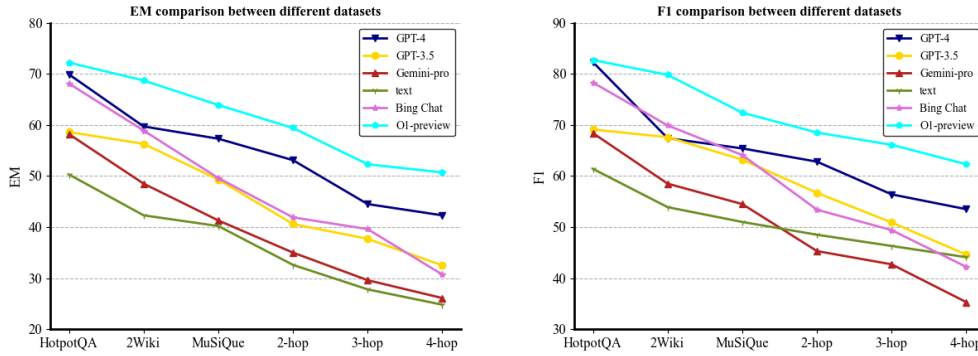 EM comparison between different datasets
80
70
60
50
40
30
20
EM
GPT-4
GPT-3.5
Gemini-pro
text
Bing Chat
O1-preview
HotpotQA 2Wiki MuSiQue 2-hop 3-hop 4-hop
F1 comparison between different datasets
90
80
70
60
50
40
30
F1
GPT-4
GPT-3.5
Gemini-pro
text
Bing Chat
O1-preview
HotpotQA 2Wiki MuSiQue 2-hop 3-hop 4-hop